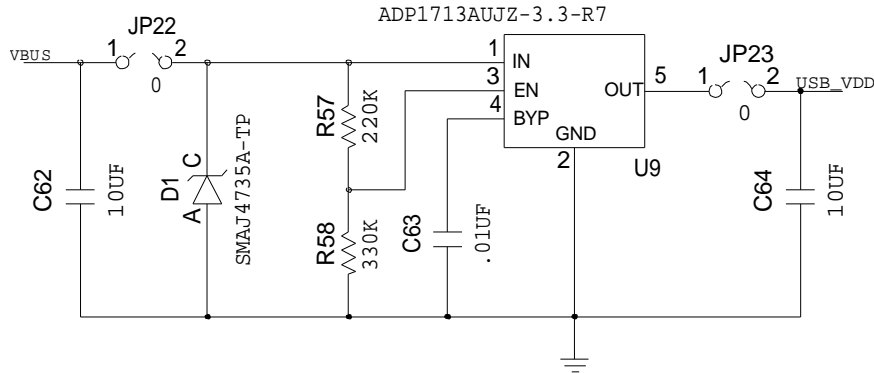 ADP1713AUJZ-3.3-R7
JP22
VBUS
1
2
0
1
IN
3
EN
4
BYP
OUT
5
GND
2
U9
JP23
1
2
0
USB_VDD
R57
220K
R58
330K
C62
10UF
D1
C
A
SMAJ4735A-TP
C63
.01UF
C64
10UF